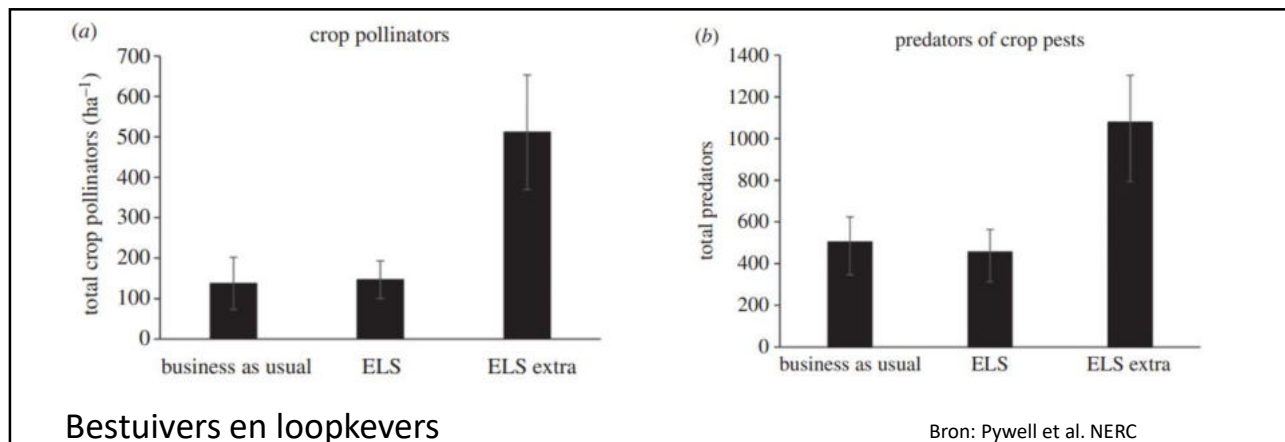 (a) crop pollinators
total crop pollinators (ha⁻¹)
700
600
500
400
300
200
100
0
business as usual ELS ELS extra
(b) predators of crop pests
total predators
1400
1200
1000
800
600
400
200
0
business as usual ELS ELS extra
Bestuivers en loopkevers
Bron: Pywell et al. NERC